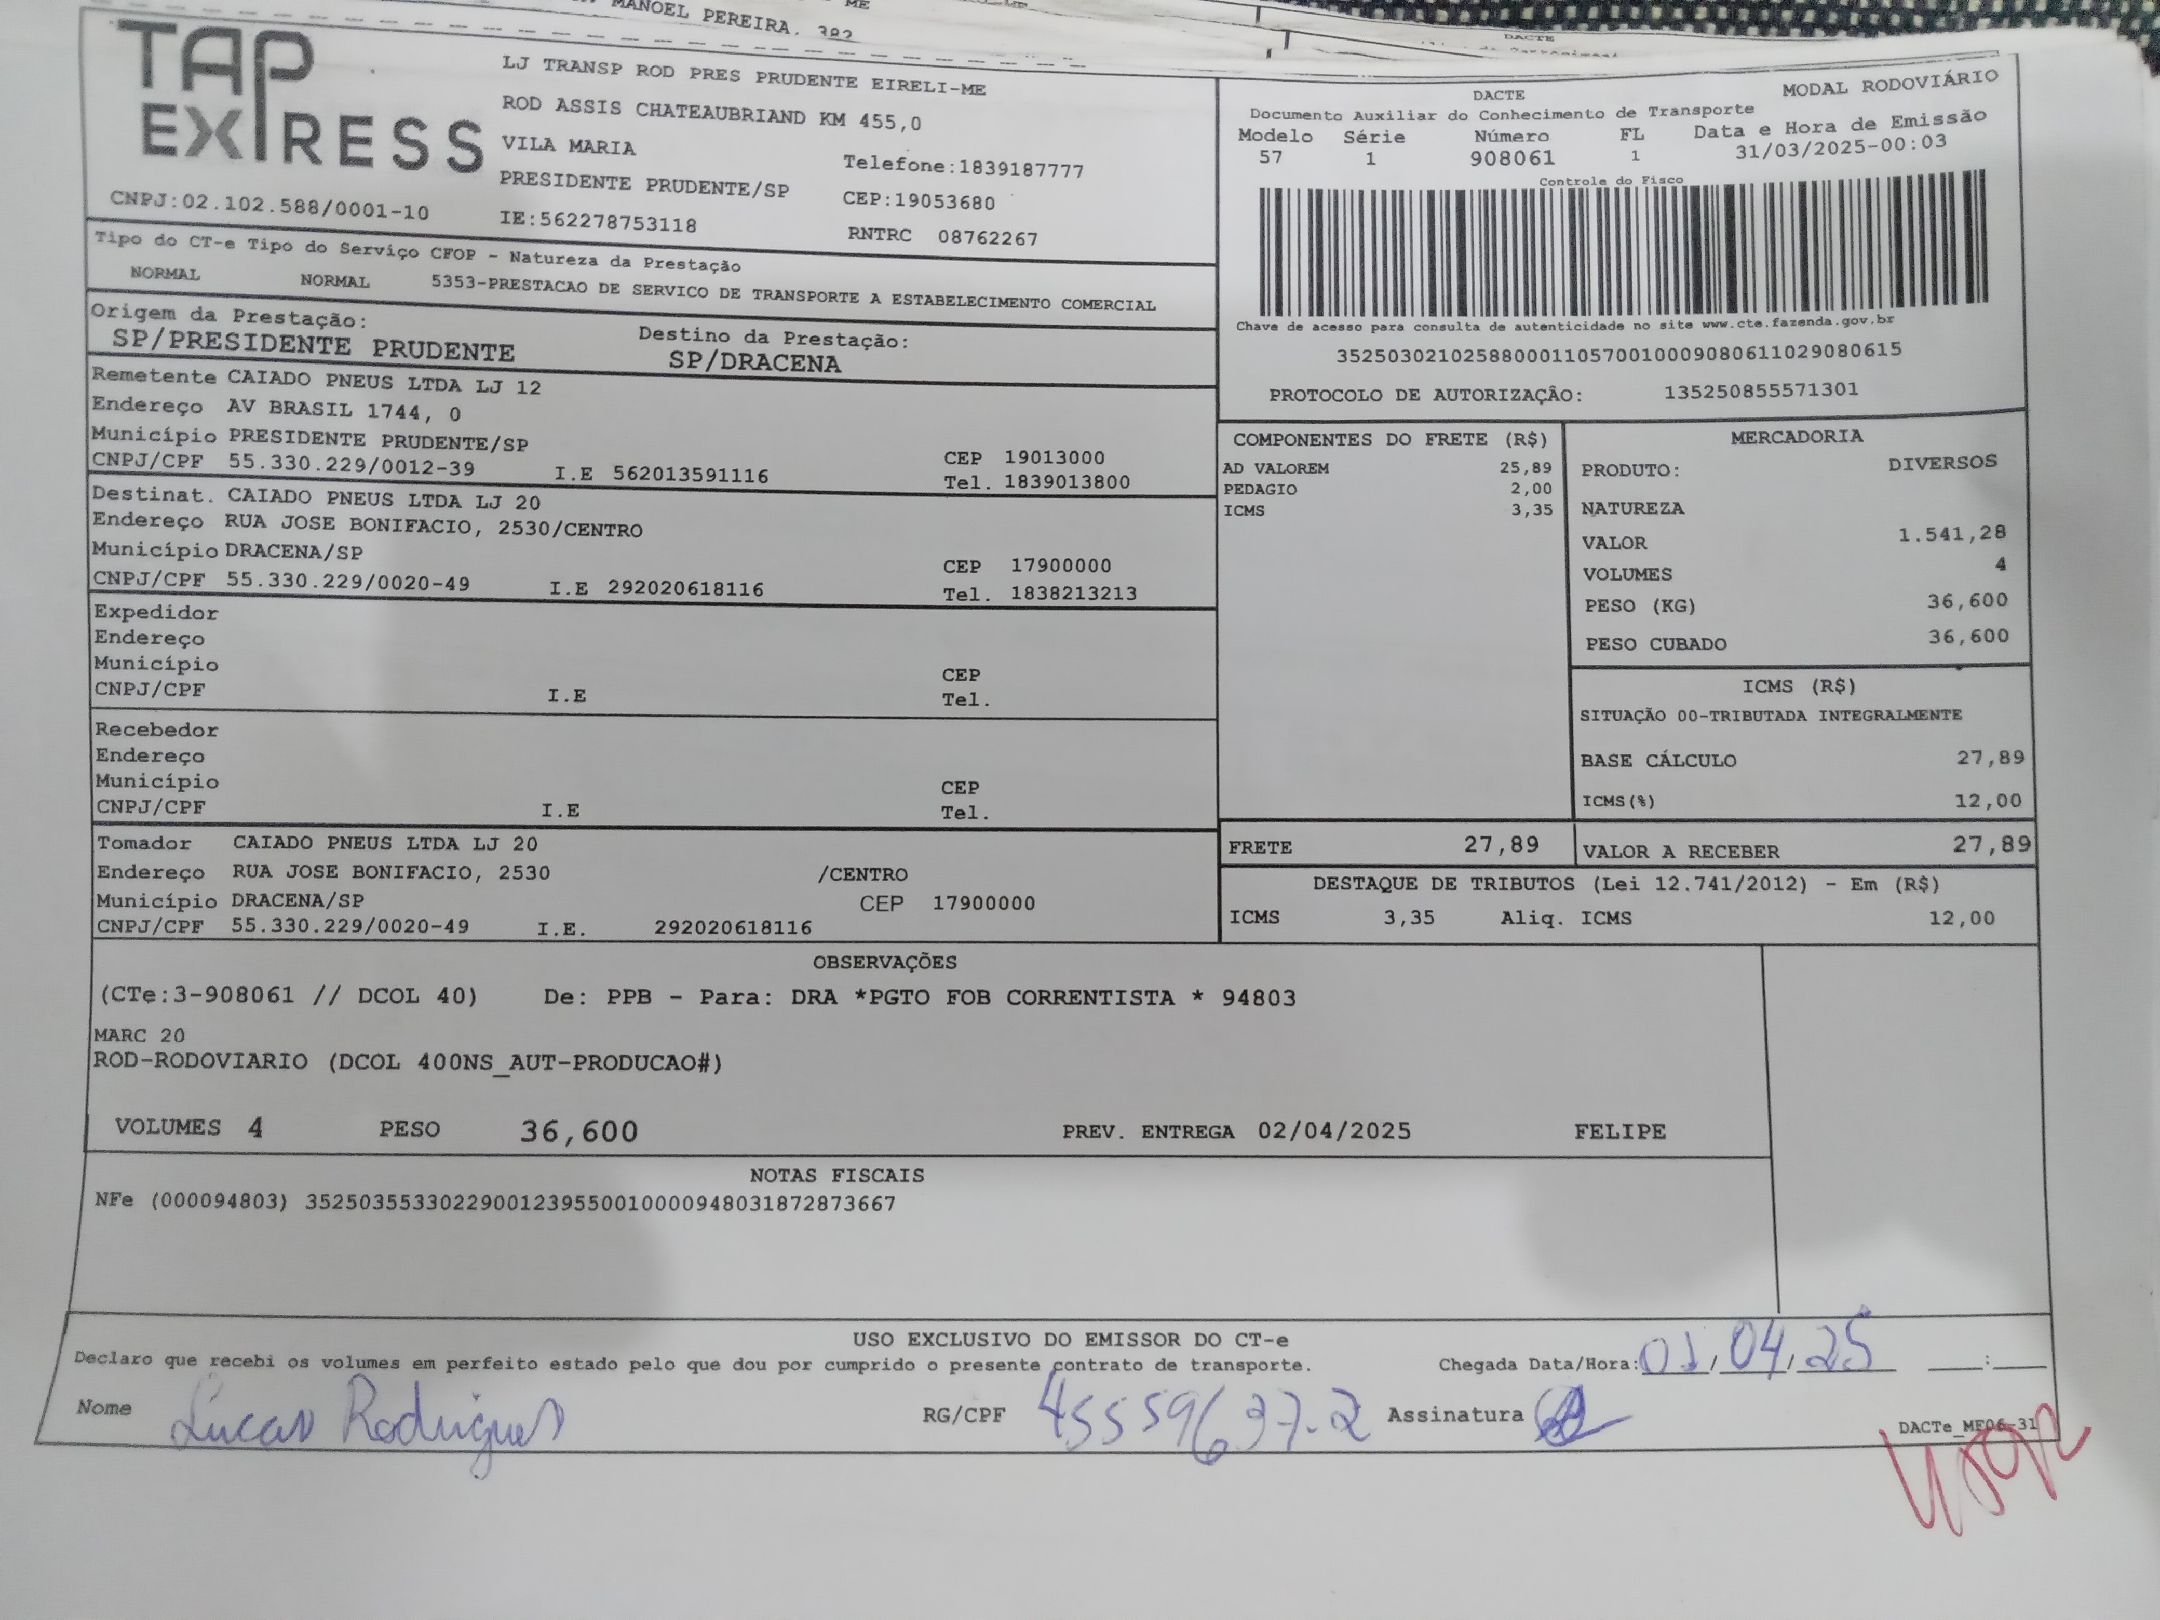 MANOEL PEREIRA. 392
ME
DACTE
TAP
EXPRESS
CNPJ:02.102.588/0001-10
LJ TRANSP ROD PRES PRUDENTE EIRELI-ME
ROD ASSIS CHATEAUBRIAND KM 455,0
VILA MARIA
Telefone:1839187777
PRESIDENTE PRUDENTE/SP
CEP:19053680
IE:562278753118
RNTRC 08762267
DACTE
MODAL RODOVIÁRIO
Documento Auxiliar do Conhecimento de Transporte
Modelo Série Número FL Data e Hora de Emissão
57 1 908061 1 31/03/2025-00:03
Controle do Fisco
Chave de acesso para consulta de autenticidade no site www.cte.fazenda.gov.br
35250302102588000110570010009080611029080615
PROTOCOLO DE AUTORIZAÇÃO: 135250855571301
Tipo do CT-e Tipo do Serviço CFOP - Natureza da Prestação
NORMAL NORMAL 5353-PRESTACAO DE SERVICO DE TRANSPORTE A ESTABELECIMENTO COMERCIAL
Origem da Prestação: Destino da Prestação:
SP/PRESIDENTE PRUDENTE SP/DRACENA
Remetente CAIADO PNEUS LTDA LJ 12
Endereço AV BRASIL 1744, 0
Município PRESIDENTE PRUDENTE/SP CEP 19013000
CNPJ/CPF 55.330.229/0012-39 I.E 562013591116 Tel. 1839013800
Destinat. CAIADO PNEUS LTDA LJ 20
Endereço RUA JOSE BONIFACIO, 2530/CENTRO
Município DRACENA/SP CEP 17900000
CNPJ/CPF 55.330.229/0020-49 I.E 292020618116 Tel. 1838213213
Expedidor
Endereço
Município CEP
CNPJ/CPF I.E Tel.
Recebedor
Endereço
Município CEP
CNPJ/CPF I.E Tel.
Tomador CAIADO PNEUS LTDA LJ 20
Endereço RUA JOSE BONIFACIO, 2530 /CENTRO
Município DRACENA/SP CEP 17900000
CNPJ/CPF 55.330.229/0020-49 I.E. 292020618116
COMPONENTES DO FRETE (R$)
AD VALOREM 25,89
PEDAGIO 2,00
ICMS 3,35
MERCADORIA
PRODUTO: DIVERSOS
NATUREZA
VALOR 1.541,28
VOLUMES 4
PESO (KG) 36,600
PESO CUBADO 36,600
ICMS (R$)
SITUAÇÃO 00-TRIBUTADA INTEGRALMENTE
BASE CÁLCULO 27,89
ICMS(%) 12,00
FRETE 27,89 VALOR A RECEBER 27,89
DESTAQUE DE TRIBUTOS (Lei 12.741/2012) - Em (R$)
ICMS 3,35 Aliq. ICMS 12,00
OBSERVAÇÕES
(CTe:3-908061 // DCOL 40) De: PPB - Para: DRA *PGTO FOB CORRENTISTA * 94803
MARC 20
ROD-RODOVIARIO (DCOL 400NS_AUT-PRODUCAO#)
VOLUMES 4 PESO 36,600 PREV. ENTREGA 02/04/2025 FELIPE
NOTAS FISCAIS
NFe (000094803) 35250355330229001239550010000948031872873667
USO EXCLUSIVO DO EMISSOR DO CT-e
Declaro que recebi os volumes em perfeito estado pelo que dou por cumprido o presente contrato de transporte. Chegada Data/Hora: 01/04/25 :
Nome Lucas Rodrigues RG/CPF 45559637-2 Assinatura
DACTe_ME06-31